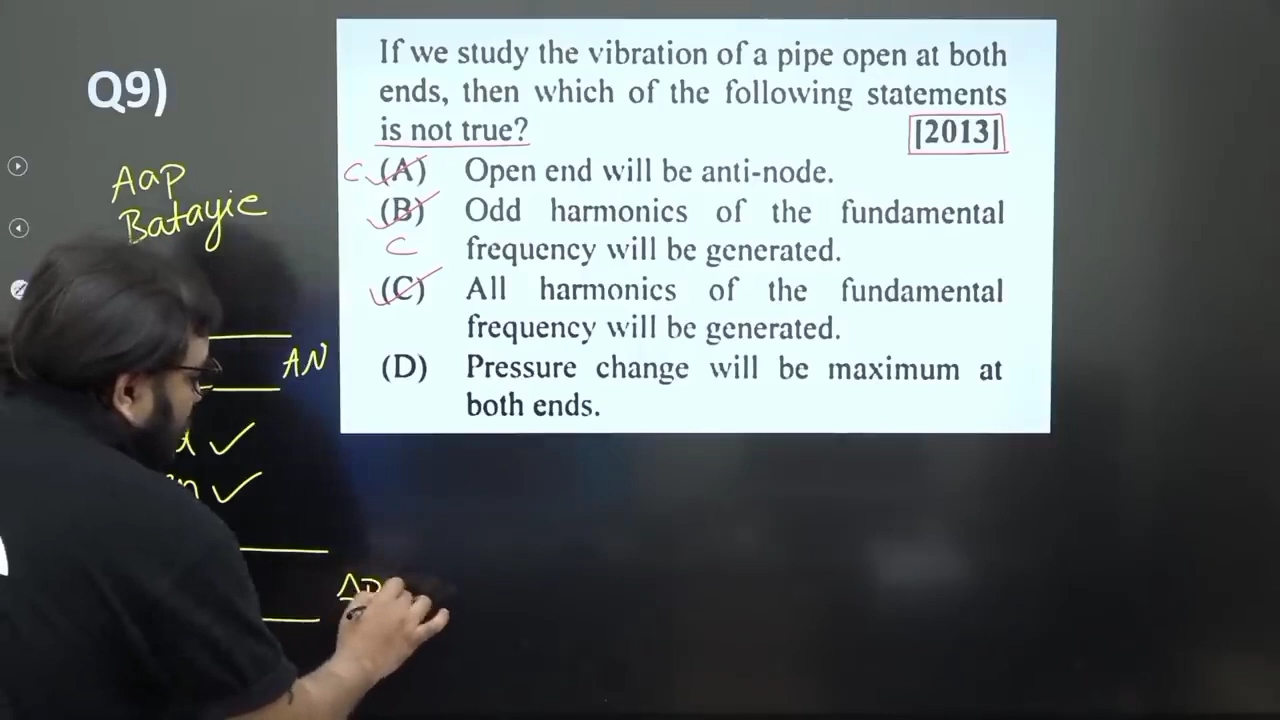 Q9)
If we study the vibration of a pipe open at both
ends, then which of the following statements
is not true?
[2013]
Aap
Batayie
C (A) Open end will be anti-node.
(B) Odd harmonics of the fundamental
C frequency will be generated.
(C) All harmonics of the fundamental
frequency will be generated.
(D) Pressure change will be maximum at
both ends.
AN